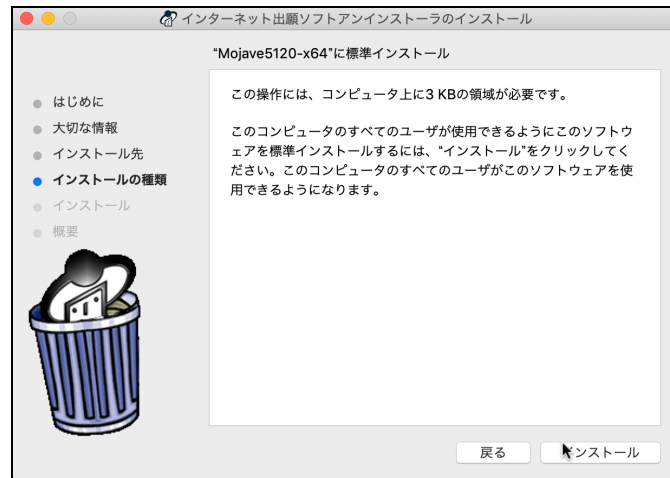 インターネット出願ソフトアンインストーラのインストール
“Mojave5120-x64”に標準インストール
はじめに
大切な情報
インストール先
インストールの種類
インストール
概要
この操作には、コンピュータ上に3 KBの領域が必要です。
このコンピュータのすべてのユーザが使用できるようにこのソフトウ
ェアを標準インストールするには、“インストール”をクリックしてく
ださい。このコンピュータのすべてのユーザがこのソフトウェアを使
用できるようになります。
戻る
インストール